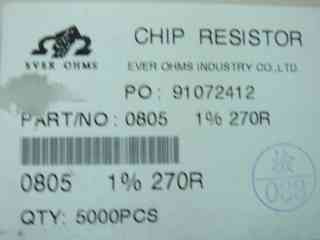 CHIP RESISTOR
EVER OHMS
EVER OHMS INDUSTRY CO.,LTD.
PO : 91072412
PART/NO : 0805 1% 270R
0805 1% 270R
QTY: 5000PCS